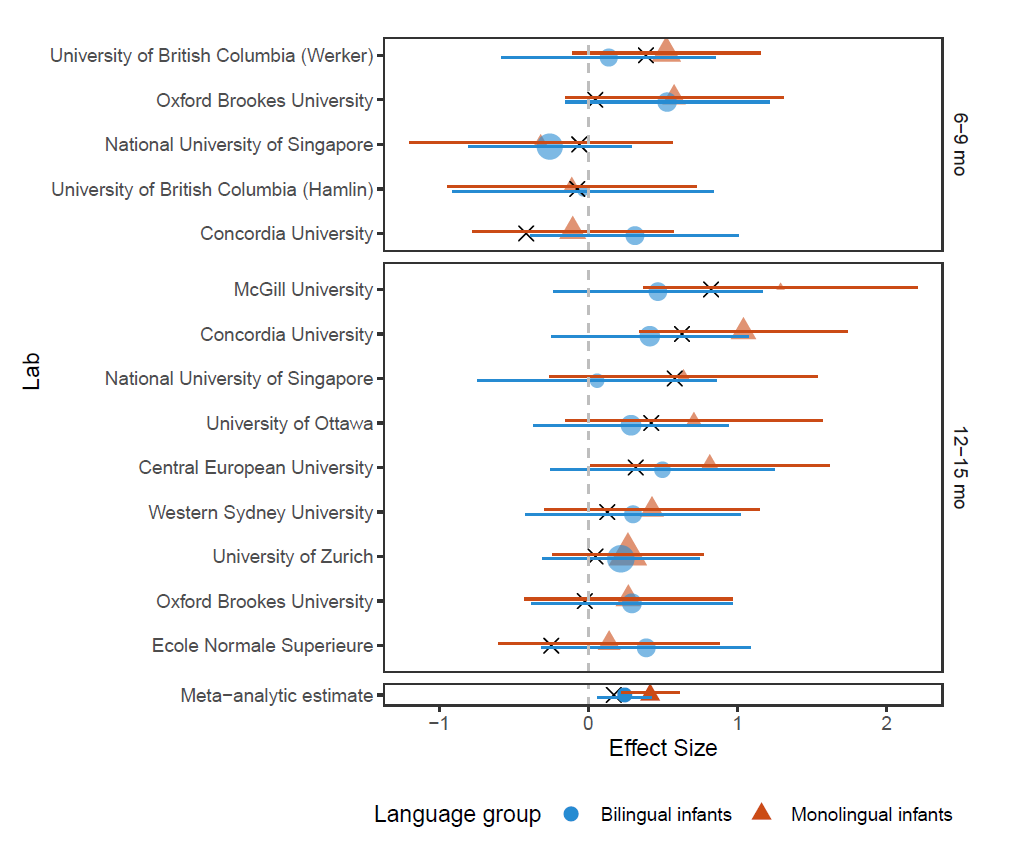 University of British Columbia (Werker)
Oxford Brookes University
National University of Singapore
University of British Columbia (Hamlin)
Concordia University
6−9 mo
McGill University
Concordia University
National University of Singapore
University of Ottawa
Central European University
Western Sydney University
University of Zurich
Oxford Brookes University
Ecole Normale Superieure
12−15 mo
Meta−analytic estimate
Lab
−1 0 1 2
Effect Size
Language group Bilingual infants Monolingual infants